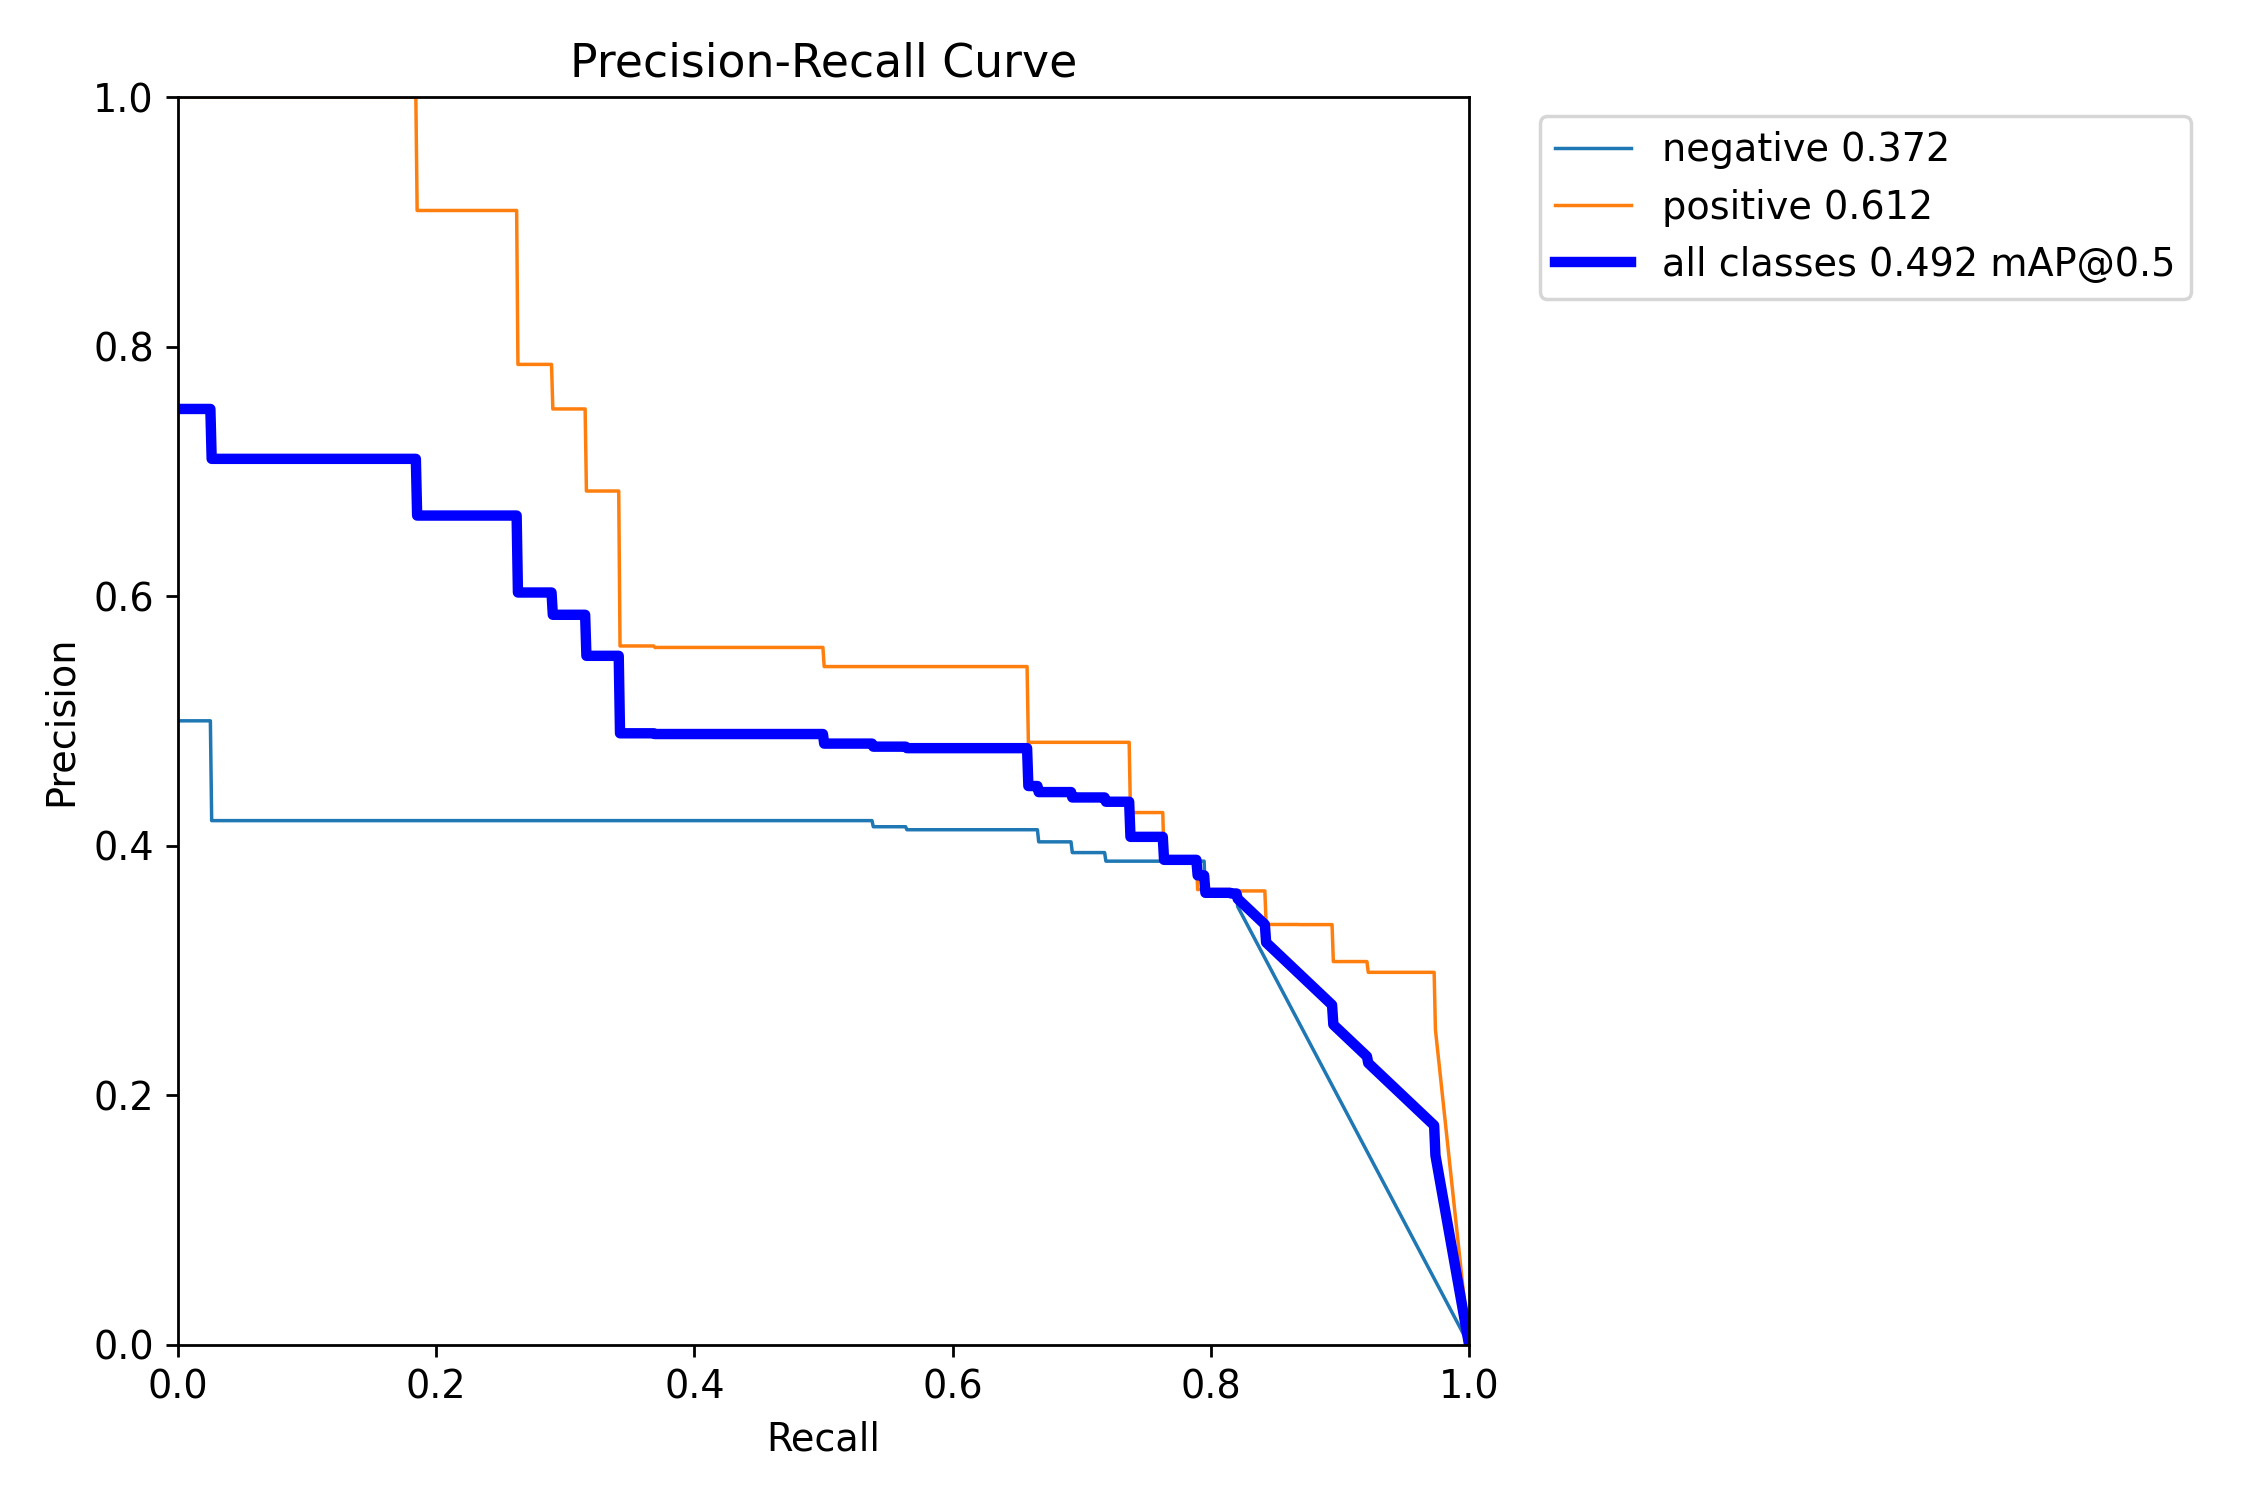 Precision-Recall Curve
1.0
0.8
0.6
0.4
0.2
0.0
Precision
0.0 0.2 0.4 0.6 0.8 1.0
Recall
negative 0.372
positive 0.612
all classes 0.492 mAP@0.5